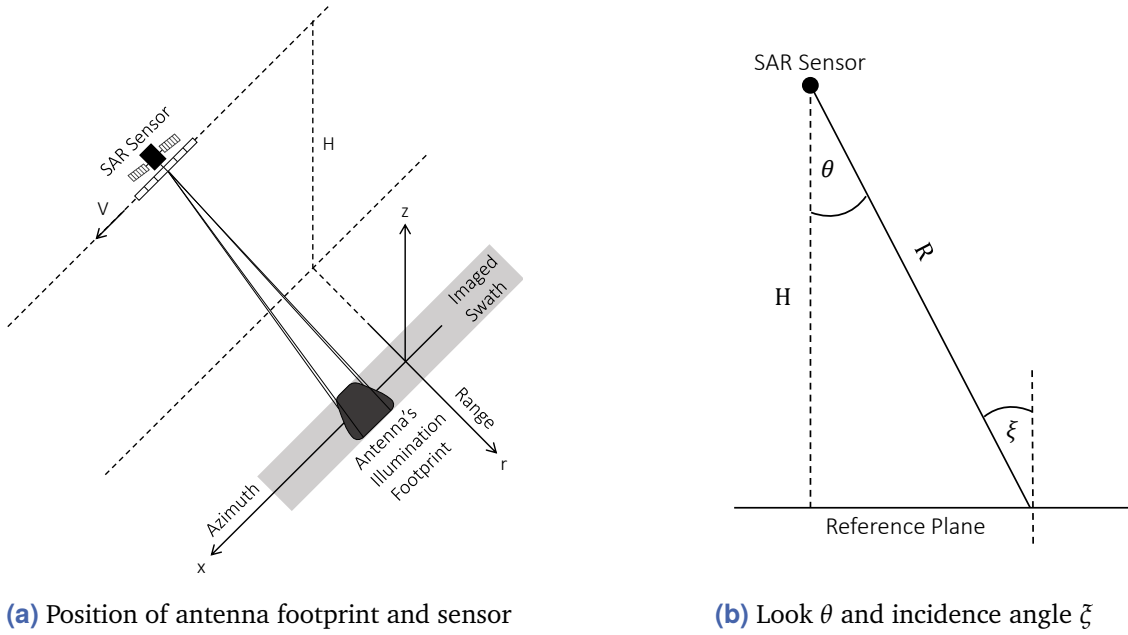 SAR Sensor
V
H
z
Imaged
Swath
Range
r
Antenna's
Illumination
Footprint
Azimuth
x
(a) Position of antenna footprint and sensor
SAR Sensor
θ
R
H
ξ
Reference Plane
(b) Look θ and incidence angle ξ